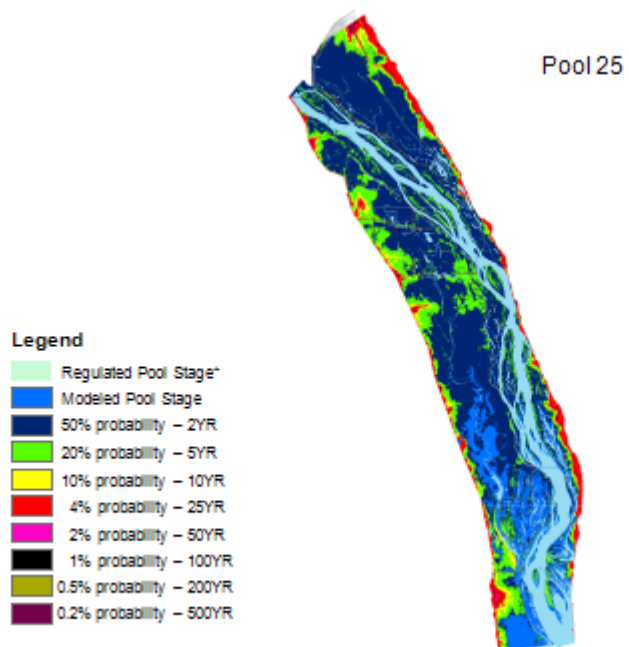 Pool 25
Legend
Regulated Pool Stage*
Modeled Pool Stage
50% probability – 2YR
20% probability – 5YR
10% probability – 10YR
4% probability – 25YR
2% probability – 50YR
1% probability – 100YR
0.5% probability – 200YR
0.2% probability – 500YR